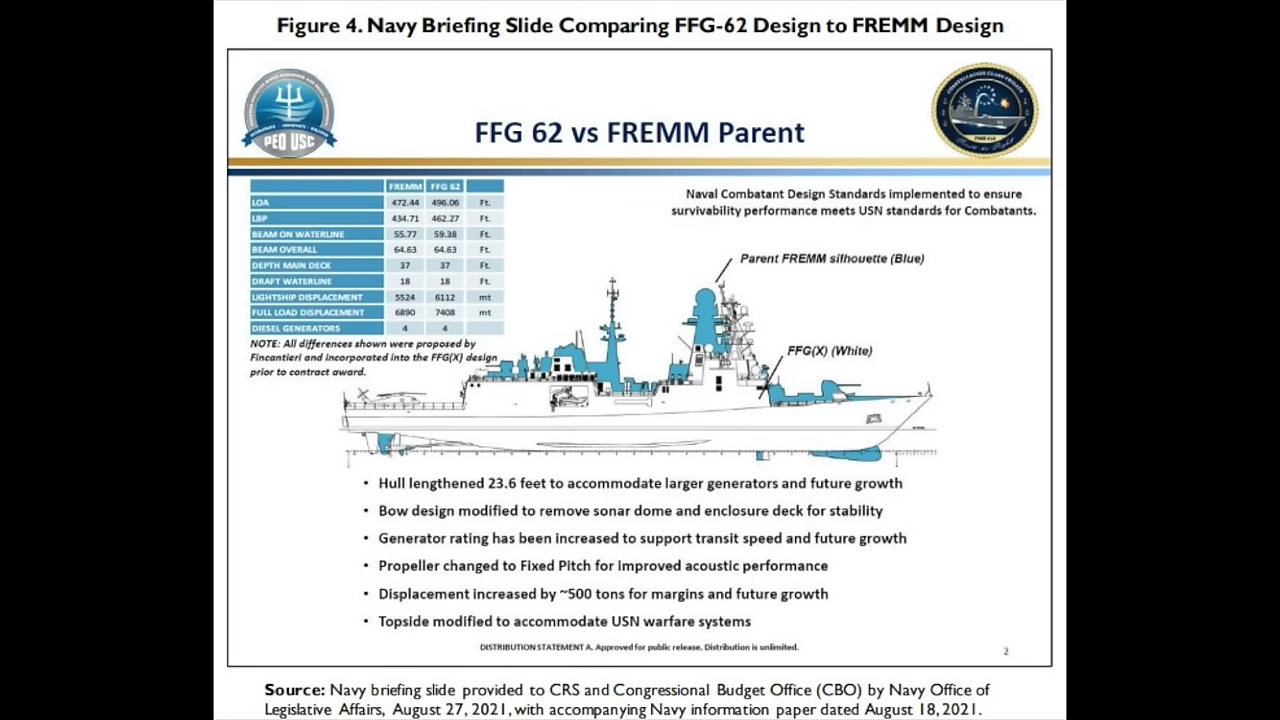 Figure 4. Navy Briefing Slide Comparing FFG-62 Design to FREMM Design
PEO USC
FFG 62 vs FREMM Parent
FREMM FFG 62
LOA 472.44 496.06 Ft.
LBP 434.71 462.27 Ft.
BEAM ON WATERLINE 55.77 59.38 Ft.
BEAM OVERALL 64.63 64.63 Ft.
DEPTH MAIN DECK 37 37 Ft.
DRAFT WATERLINE 18 18 Ft.
LIGHTSHIP DISPLACEMENT 5524 6112 mt
FULL LOAD DISPLACEMENT 6890 7408 mt
DIESEL GENERATORS 4 4
NOTE: All differences shown were proposed by
Fincantieri and incorporated into the FFG(X) design
prior to contract award.
Naval Combatant Design Standards implemented to ensure
survivability performance meets USN standards for Combatants.
Parent FREMM silhouette (Blue)
FFG(X) (White)
• Hull lengthened 23.6 feet to accommodate larger generators and future growth
• Bow design modified to remove sonar dome and enclosure deck for stability
• Generator rating has been increased to support transit speed and future growth
• Propeller changed to Fixed Pitch for improved acoustic performance
• Displacement increased by ~500 tons for margins and future growth
• Topside modified to accommodate USN warfare systems
DISTRIBUTION STATEMENT A. Approved for public release. Distribution is unlimited.
2
Source: Navy briefing slide provided to CRS and Congressional Budget Office (CBO) by Navy Office of
Legislative Affairs, August 27, 2021, with accompanying Navy information paper dated August 18, 2021.